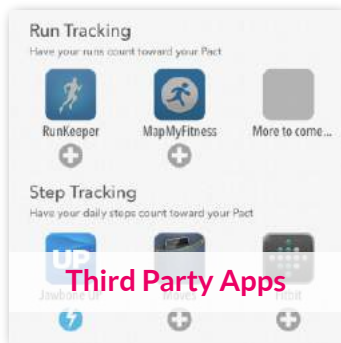 Run Tracking
Have your runs count toward your Pact
RunKeeper MapMyFitness More to come...
Step Tracking
Have your daily steps count toward your Pact
UP
Third Party Apps
Jawbone UP Moves Fitbit